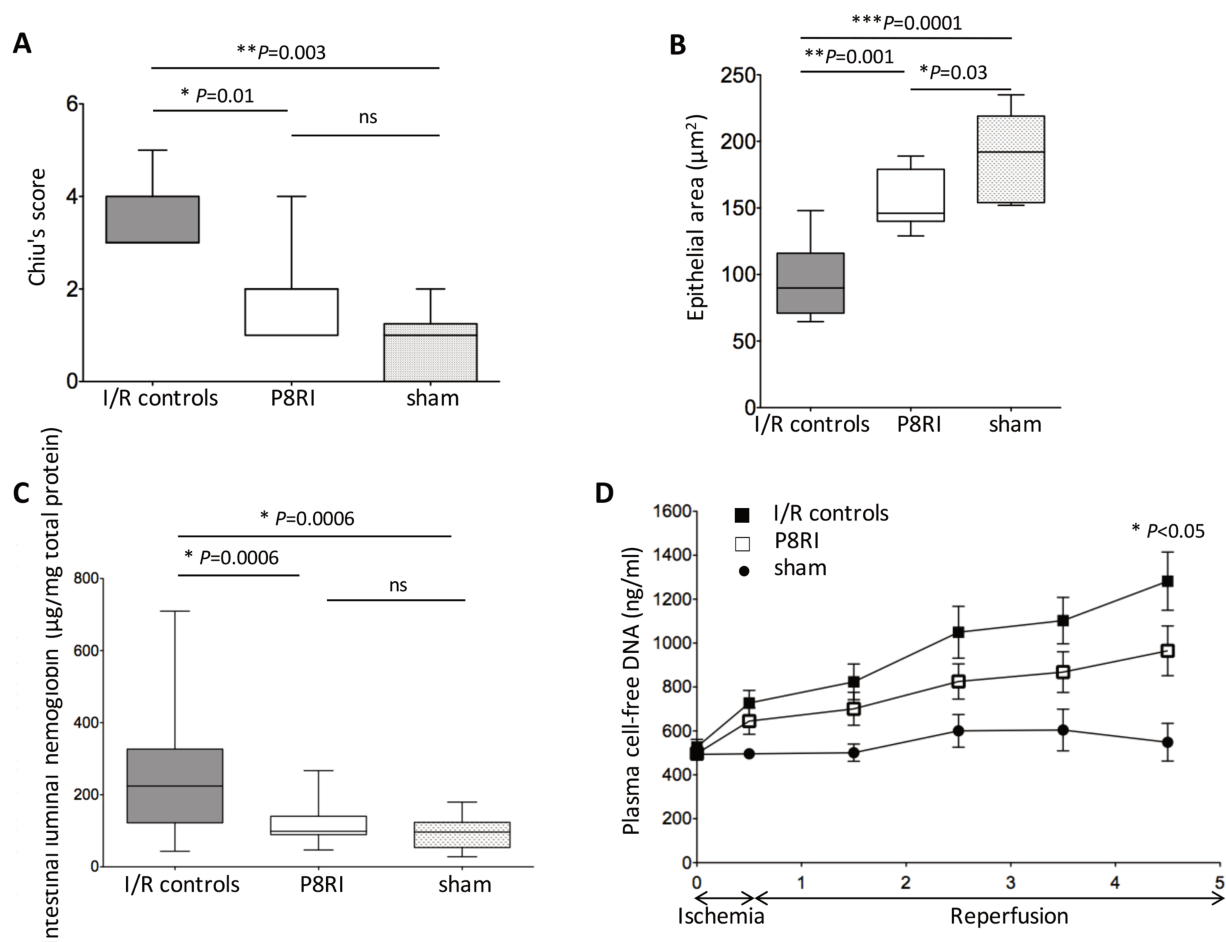 A
**P=0.003
* P=0.01
ns
Chiu's score
6
4
2
0
I/R controls P8RI sham
B
***P=0.0001
**P=0.001
*P=0.03
Epithelial area (µm²)
250
200
150
100
50
0
I/R controls P8RI sham
C
* P=0.0006
* P=0.0006
ns
ntestinal luminal hemoglobin (µg/mg total protein)
800
600
400
200
0
I/R controls P8RI sham
D
I/R controls
P8RI
sham
* P<0.05
Plasma cell-free DNA (ng/ml)
1600
1400
1200
1000
800
600
400
200
0
0 1 2 3 4 5
Ischemia Reperfusion